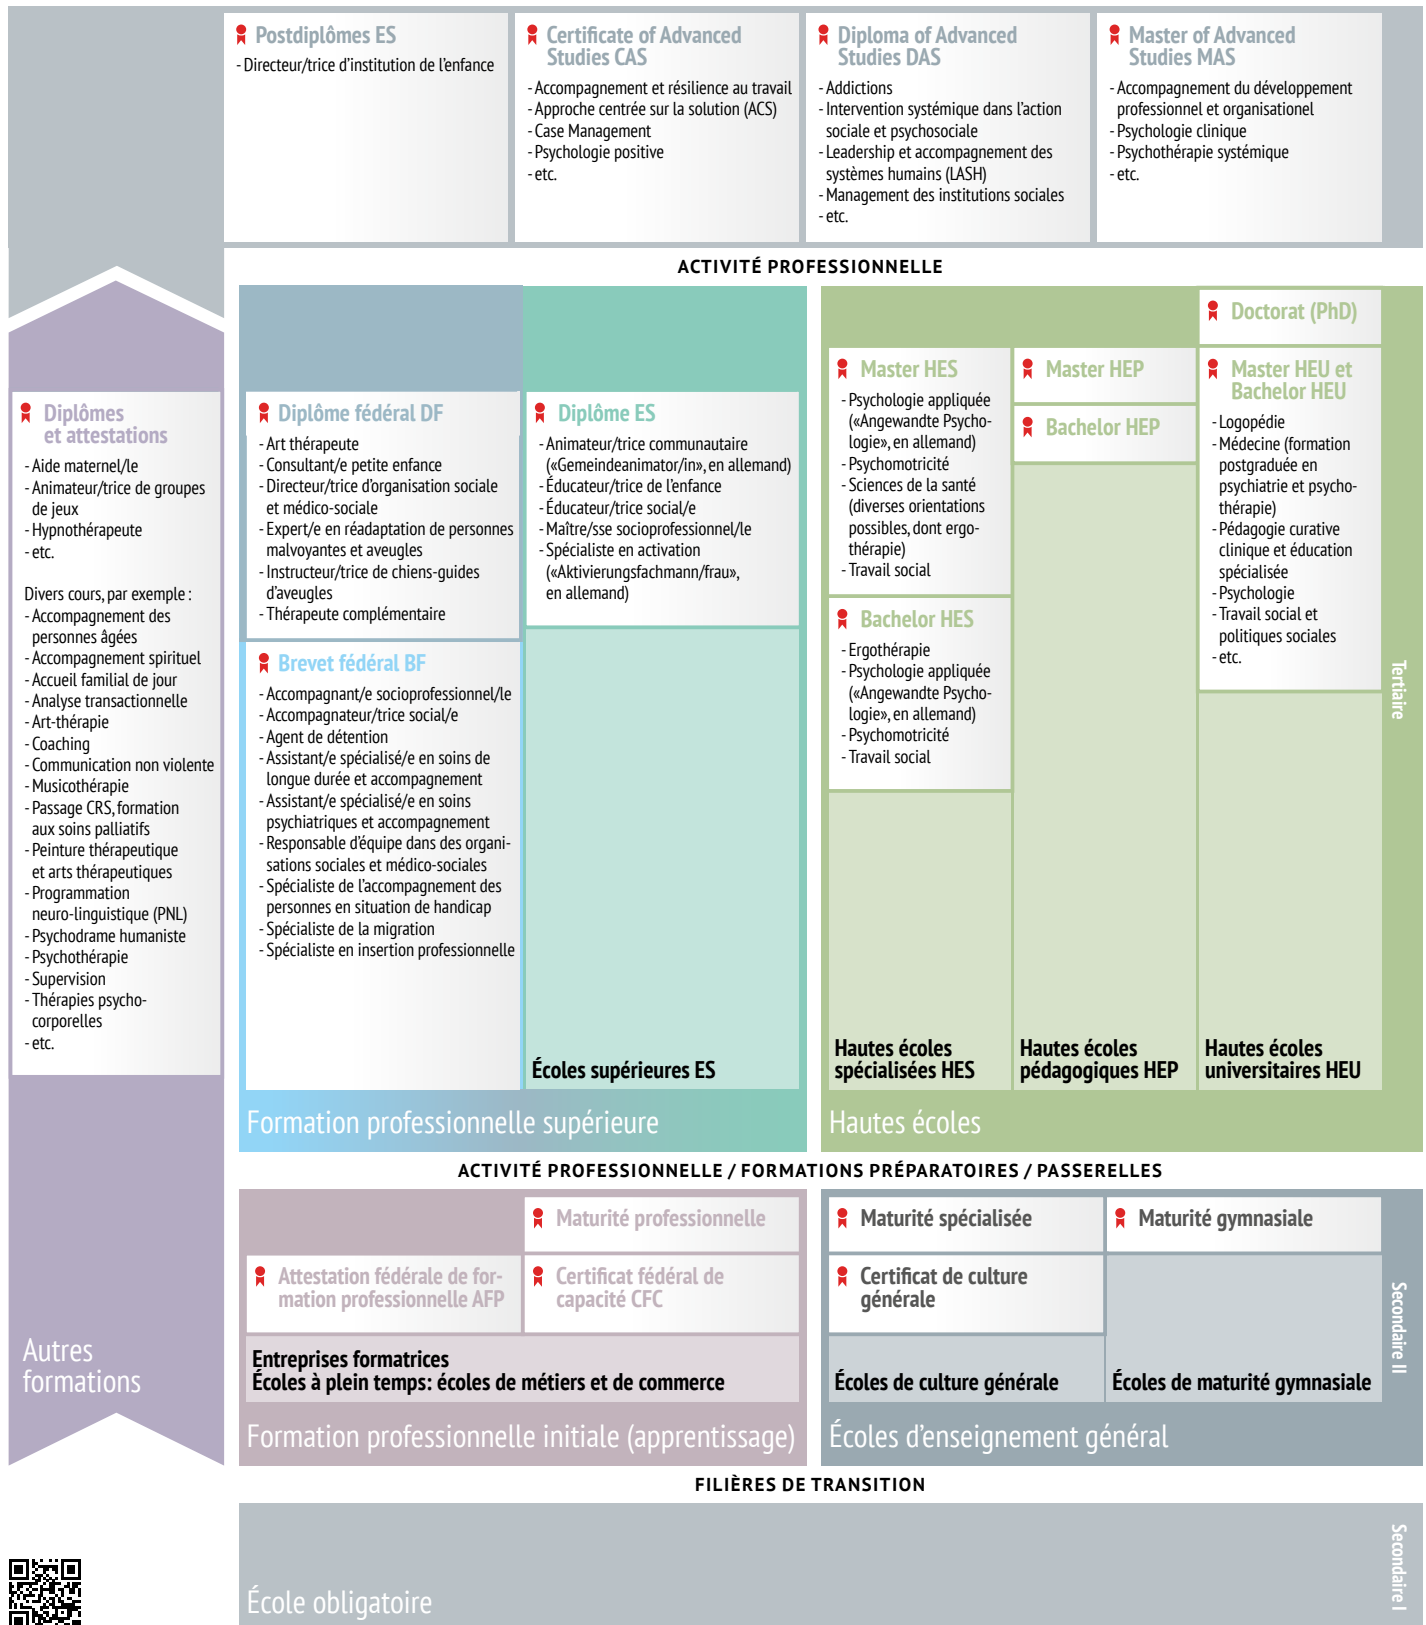 Postdiplômes ES
- Directeur/trice d'institution de l'enfance
Certificate of Advanced
Studies CAS
- Accompagnement et résilience au travail
- Approche centrée sur la solution (ACS)
- Case Management
- Psychologie positive
- etc.
Diploma of Advanced
Studies DAS
- Addictions
- Intervention systémique dans l'action
sociale et psychosociale
- Leadership et accompagnement des
systèmes humains (LASH)
- Management des institutions sociales
- etc.
Master of Advanced
Studies MAS
- Accompagnement du développement
professionnel et organisationel
- Psychologie clinique
- Psychothérapie systémique
- etc.
ACTIVITÉ PROFESSIONNELLE
Diplômes
et attestations
- Aide maternel/le
- Animateur/trice de groupes
de jeux
- Hypnothérapeute
- etc.
Divers cours, par exemple :
- Accompagnement des
personnes âgées
- Accompagnement spirituel
- Accueil familial de jour
- Analyse transactionnelle
- Art-thérapie
- Coaching
- Communication non violente
- Musicothérapie
- Passage CRS, formation
aux soins palliatifs
- Peinture thérapeutique
et arts thérapeutiques
- Programmation
neuro-linguistique (PNL)
- Psychodrame humaniste
- Psychothérapie
- Supervision
- Thérapies psycho-
corporelles
- etc.
Autres
formations
Diplôme fédéral DF
- Art thérapeute
- Consultant/e petite enfance
- Directeur/trice d'organisation sociale
et médico-sociale
- Expert/e en réadaptation de personnes
malvoyantes et aveugles
- Instructeur/trice de chiens-guides
d'aveugles
- Thérapeute complémentaire
Brevet fédéral BF
- Accompagnant/e socioprofessionnel/le
- Accompagnateur/trice social/e
- Agent de détention
- Assistant/e spécialisé/e en soins de
longue durée et accompagnement
- Assistant/e spécialisé/e en soins
psychiatriques et accompagnement
- Responsable d'équipe dans des organi-
sations sociales et médico-sociales
- Spécialiste de l'accompagnement des
personnes en situation de handicap
- Spécialiste de la migration
- Spécialiste en insertion professionnelle
Diplôme ES
- Animateur/trice communautaire
(«Gemeindeanimator/in», en allemand)
- Éducateur/trice de l'enfance
- Éducateur/trice social/e
- Maître/sse socioprofessionnel/le
- Spécialiste en activation
(«Aktivierungsfachmann/frau»,
en allemand)
Écoles supérieures ES
Formation professionnelle supérieure
Master HES
- Psychologie appliquée
(«Angewandte Psycho-
logie», en allemand)
- Psychomotricité
- Sciences de la santé
(diverses orientations
possibles, dont ergo-
thérapie)
- Travail social
Bachelor HES
- Ergothérapie
- Psychologie appliquée
(«Angewandte Psycho-
logie», en allemand)
- Psychomotricité
- Travail social
Hautes écoles
spécialisées HES
Master HEP
Bachelor HEP
Hautes écoles
pédagogiques HEP
Doctorat (PhD)
Master HEU et
Bachelor HEU
- Logopédie
- Médecine (formation
postgraduée en
psychiatrie et psycho-
thérapie)
- Pédagogie curative
clinique et éducation
spécialisée
- Psychologie
- Travail social et
politiques sociales
- etc.
Hautes écoles
universitaires HEU
Hautes écoles
Tertiaire
ACTIVITÉ PROFESSIONNELLE / FORMATIONS PRÉPARATOIRES / PASSERELLES
Maturité professionnelle
Attestation fédérale de for-
mation professionnelle AFP
Certificat fédéral de
capacité CFC
Entreprises formatrices
Écoles à plein temps: écoles de métiers et de commerce
Formation professionnelle initiale (apprentissage)
Maturité spécialisée
Certificat de culture
générale
Écoles de culture générale
Maturité gymnasiale
Écoles de maturité gymnasiale
Écoles d'enseignement général
Secondaire II
FILIÈRES DE TRANSITION
École obligatoire
Secondaire I